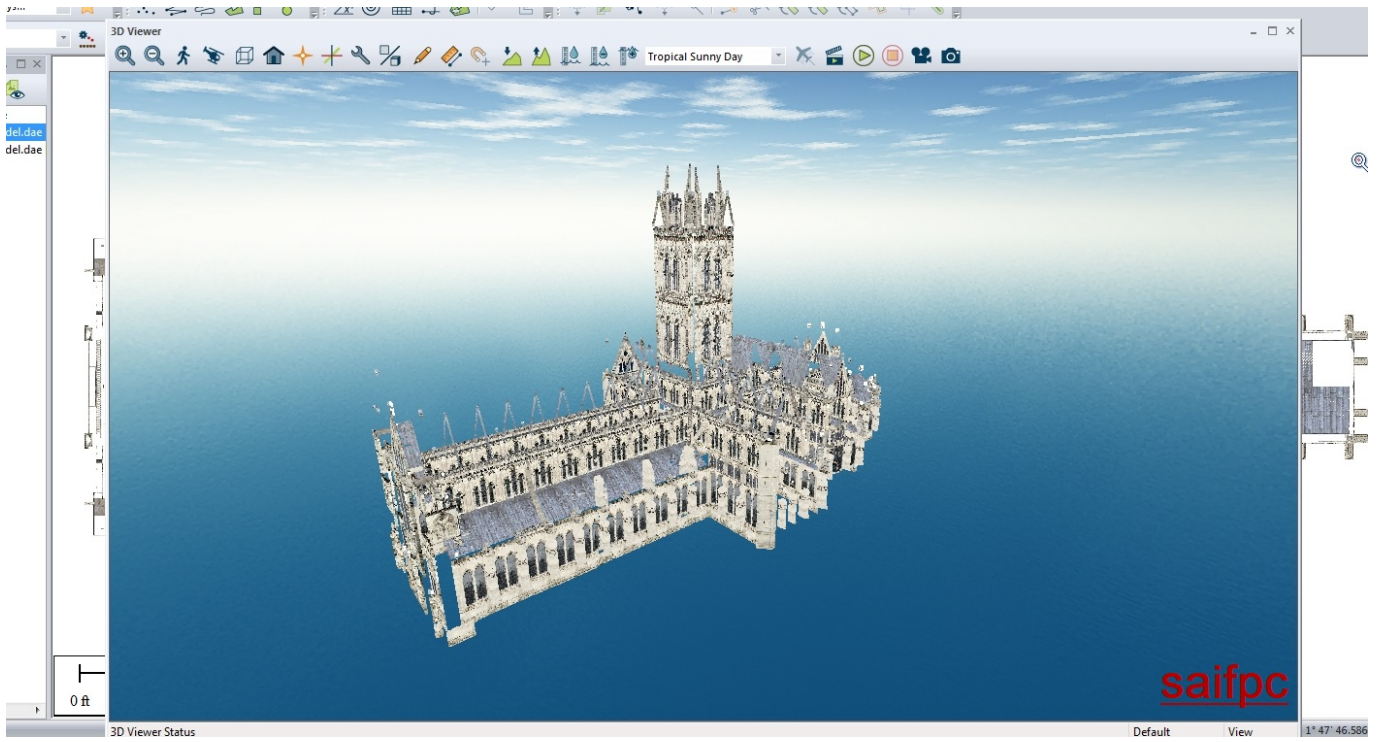 3D Viewer
Tropical Sunny Day
del.dae
del.dae
0 ft
saifpc
3D Viewer Status
Default
View
1° 47' 46.586